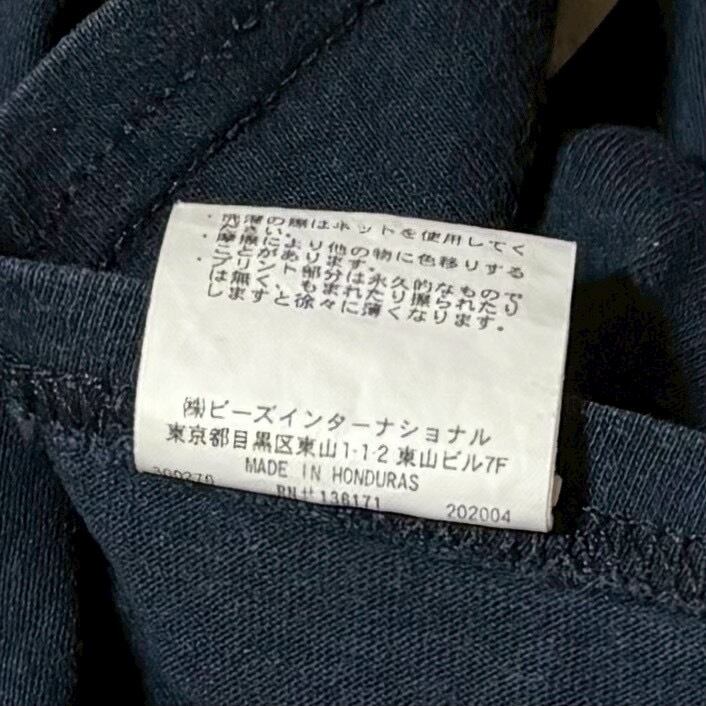 ・洗濯の際はネットを使用してく
ださい。
・摩擦により他の物に色移りする
ことがあります。
・プリント部分は永久的なもので
は無く、もまれたり擦られたり
しますと徐々に薄くなります。
㈱ビーズインターナショナル
東京都目黒区東山1-1-2 東山ビル7F
MADE IN HONDURAS
RN# 136171
202004